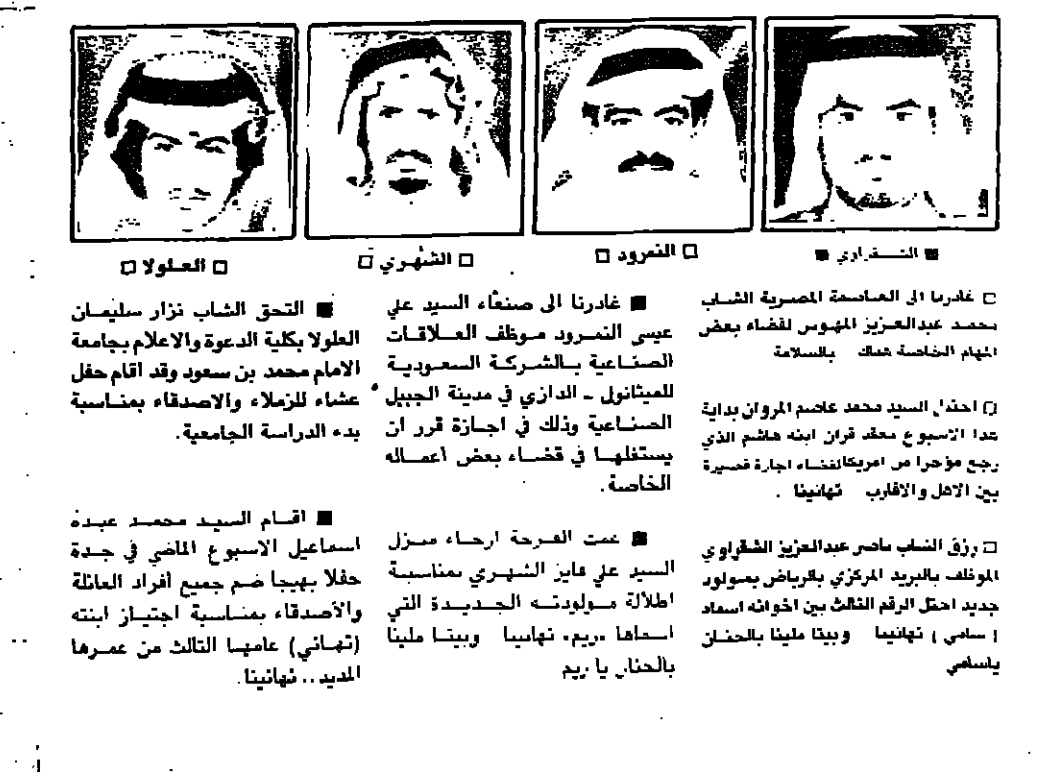 الشقراوي
النمرود
الشهري
العلولا
غادرنا الى العاصمة المصرية الشاب
محمد عبدالعزيز المهوس لقضاء بعض
المهام الخاصة هناك بالسلامة
احتفل السيد محمد عاصم المروان بداية
هذا الاسبوع بعقد قران ابنه هاشم الذي
رجع مؤخرا من امريكا لقضاء اجازة قصيرة
بين الاهل والاقارب تهانينا .
رزق الشاب ناصر عبدالعزيز الشقراوي
الموظف بالبريد المركزي بالرياض بمولود
جديد احتل الرقم الثالث بين اخوانه اسماه
( سامي ) تهانينا وبيتا مليئا بالحنان
ياسامي
غادرنا الى صنعاء السيد علي
عيسى النمرود موظف العلاقات
الصناعية بالشركة السعودية
للميثانول ـ الرازي في مدينة الجبيل
الصناعية وذلك في اجازة قرر ان
يستغلها في قضاء بعض أعماله
الخاصة .
عمت الفرحة ارجاء منزل
السيد علي فايز الشهري بمناسبة
اطلالة مولودته الجديدة التي
اسماها ريم، تهانينا وبيتا مليئا
بالحنان يا ريم
التحق الشاب نزار سليمان
العلولا بكلية الدعوة والاعلام بجامعة
الامام محمد بن سعود وقد اقام حفل
عشاء للزملاء والاصدقاء بمناسبة
بدء الدراسة الجامعية .
اقام السيد محمد عبده
اسماعيل الاسبوع الماضي في جدة
حفلا بهيجا ضم جميع أفراد العائلة
والأصدقاء بمناسبة اجتياز ابنته
(تهاني) عامها الثالث من عمرها
المديد .. تهانينا .